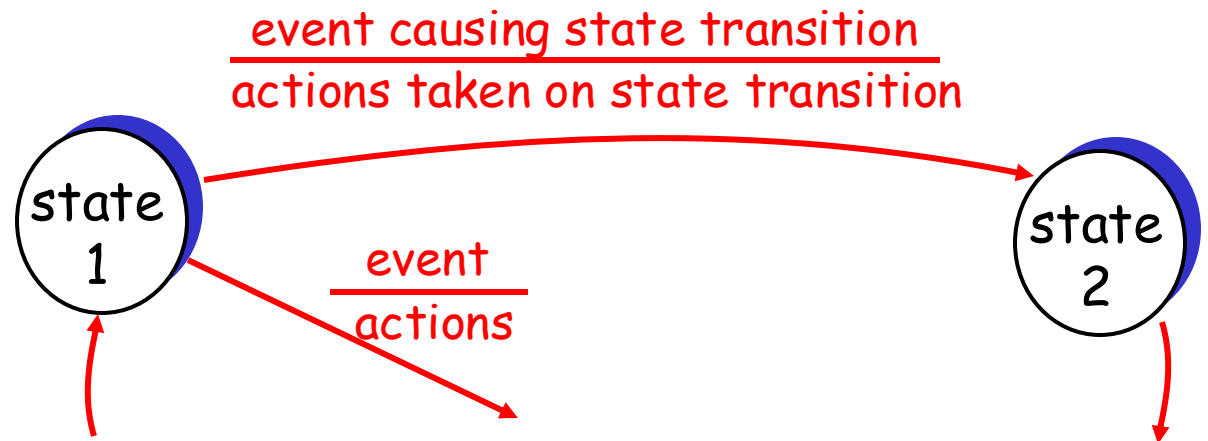 event causing state transition
actions taken on state transition
state
1
state
2
event
actions